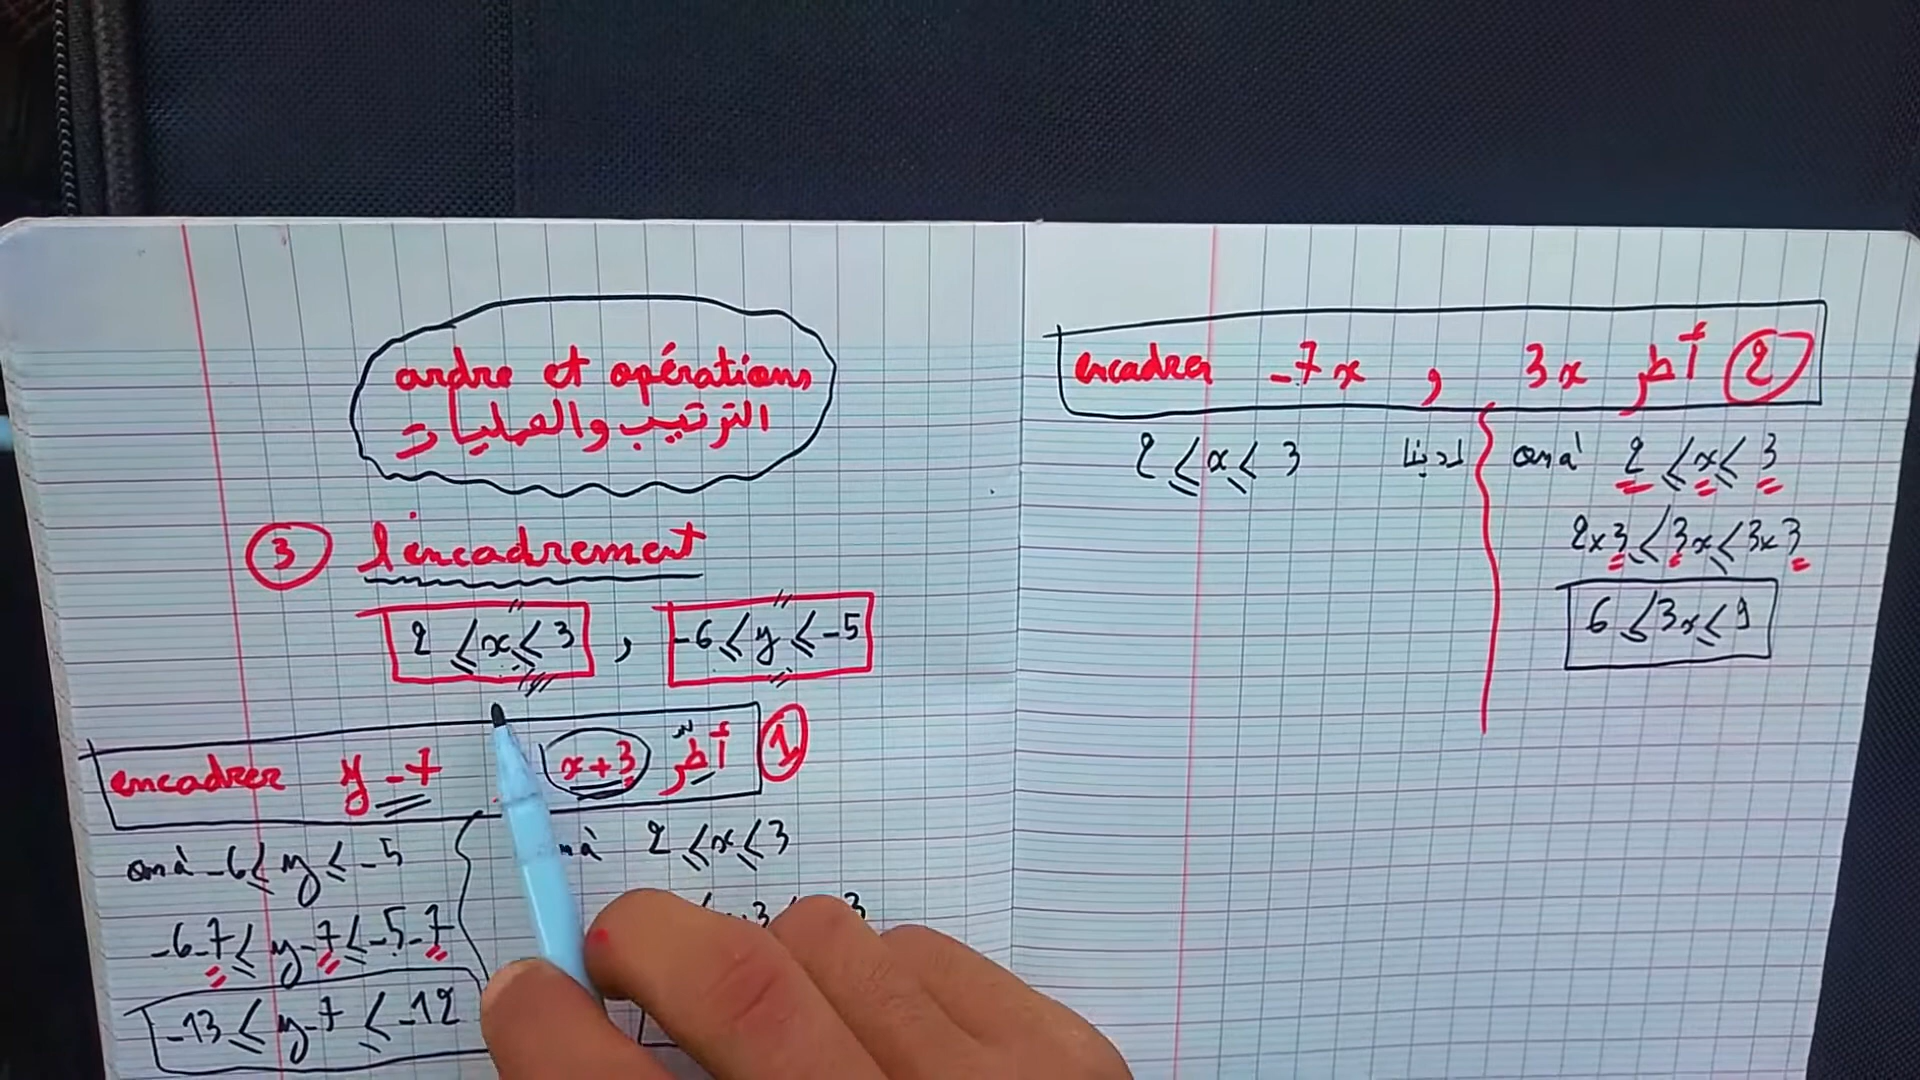 ordre et opérations
الترتيب والعمليات
3 l'encadrement
2 ≤ x ≤ 3 , -6 ≤ y ≤ -5
encadrer y-7 x+3 أطر 1
on a -6 ≤ y ≤ -5
-6-7 ≤ y-7 ≤ -5-7
-13 ≤ y-7 ≤ -12
2 ≤ x ≤ 3
encadrer -7x , 3x أطر 2
2 ≤ x ≤ 3 لدينا
on a 2 ≤ x ≤ 3
2×3 ≤ 3x ≤ 3×3
6 ≤ 3x ≤ 9